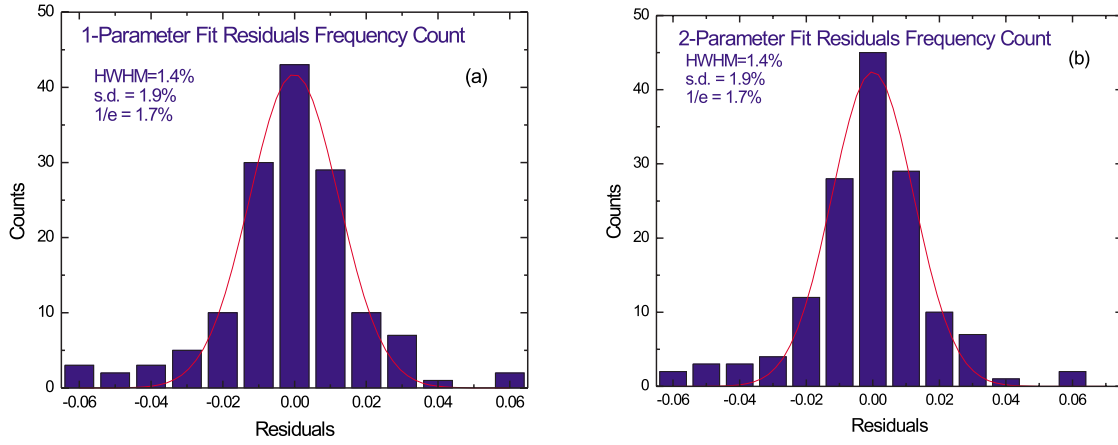 1-Parameter Fit Residuals Frequency Count
HWHM=1.4%
s.d. = 1.9%
1/e = 1.7%
(a)
50
40
30
20
10
0
Counts
-0.06 -0.04 -0.02 0.00 0.02 0.04 0.06
Residuals
2-Parameter Fit Residuals Frequency Count
HWHM=1.4%
s.d. = 1.9%
1/e = 1.7%
(b)
50
40
30
20
10
0
Counts
-0.06 -0.04 -0.02 0.00 0.02 0.04 0.06
Residuals